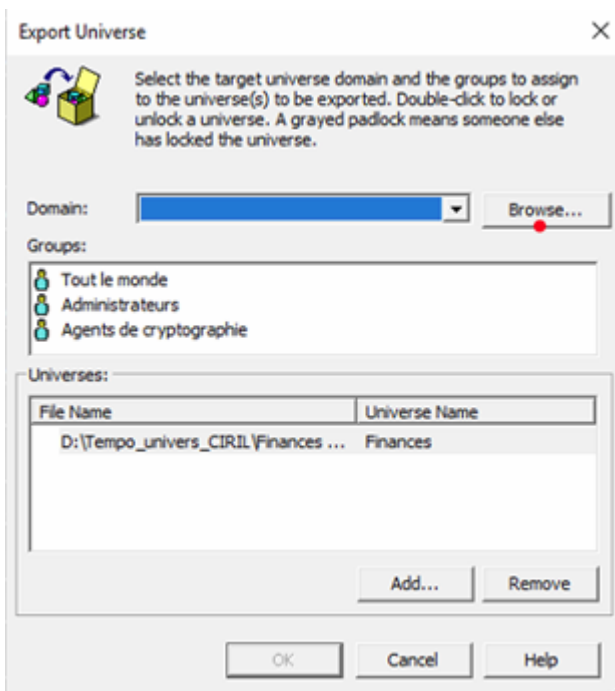 Export Universe
Select the target universe domain and the groups to assign
to the universe(s) to be exported. Double-click to lock or
unlock a universe. A grayed padlock means someone else
has locked the universe.
Domain: Browse...
Groups:
Tout le monde
Administrateurs
Agents de cryptographie
Universes:
File Name Universe Name
D:\Tempo_univers_CIRIL\Finances ... Finances
Add... Remove
OK Cancel Help